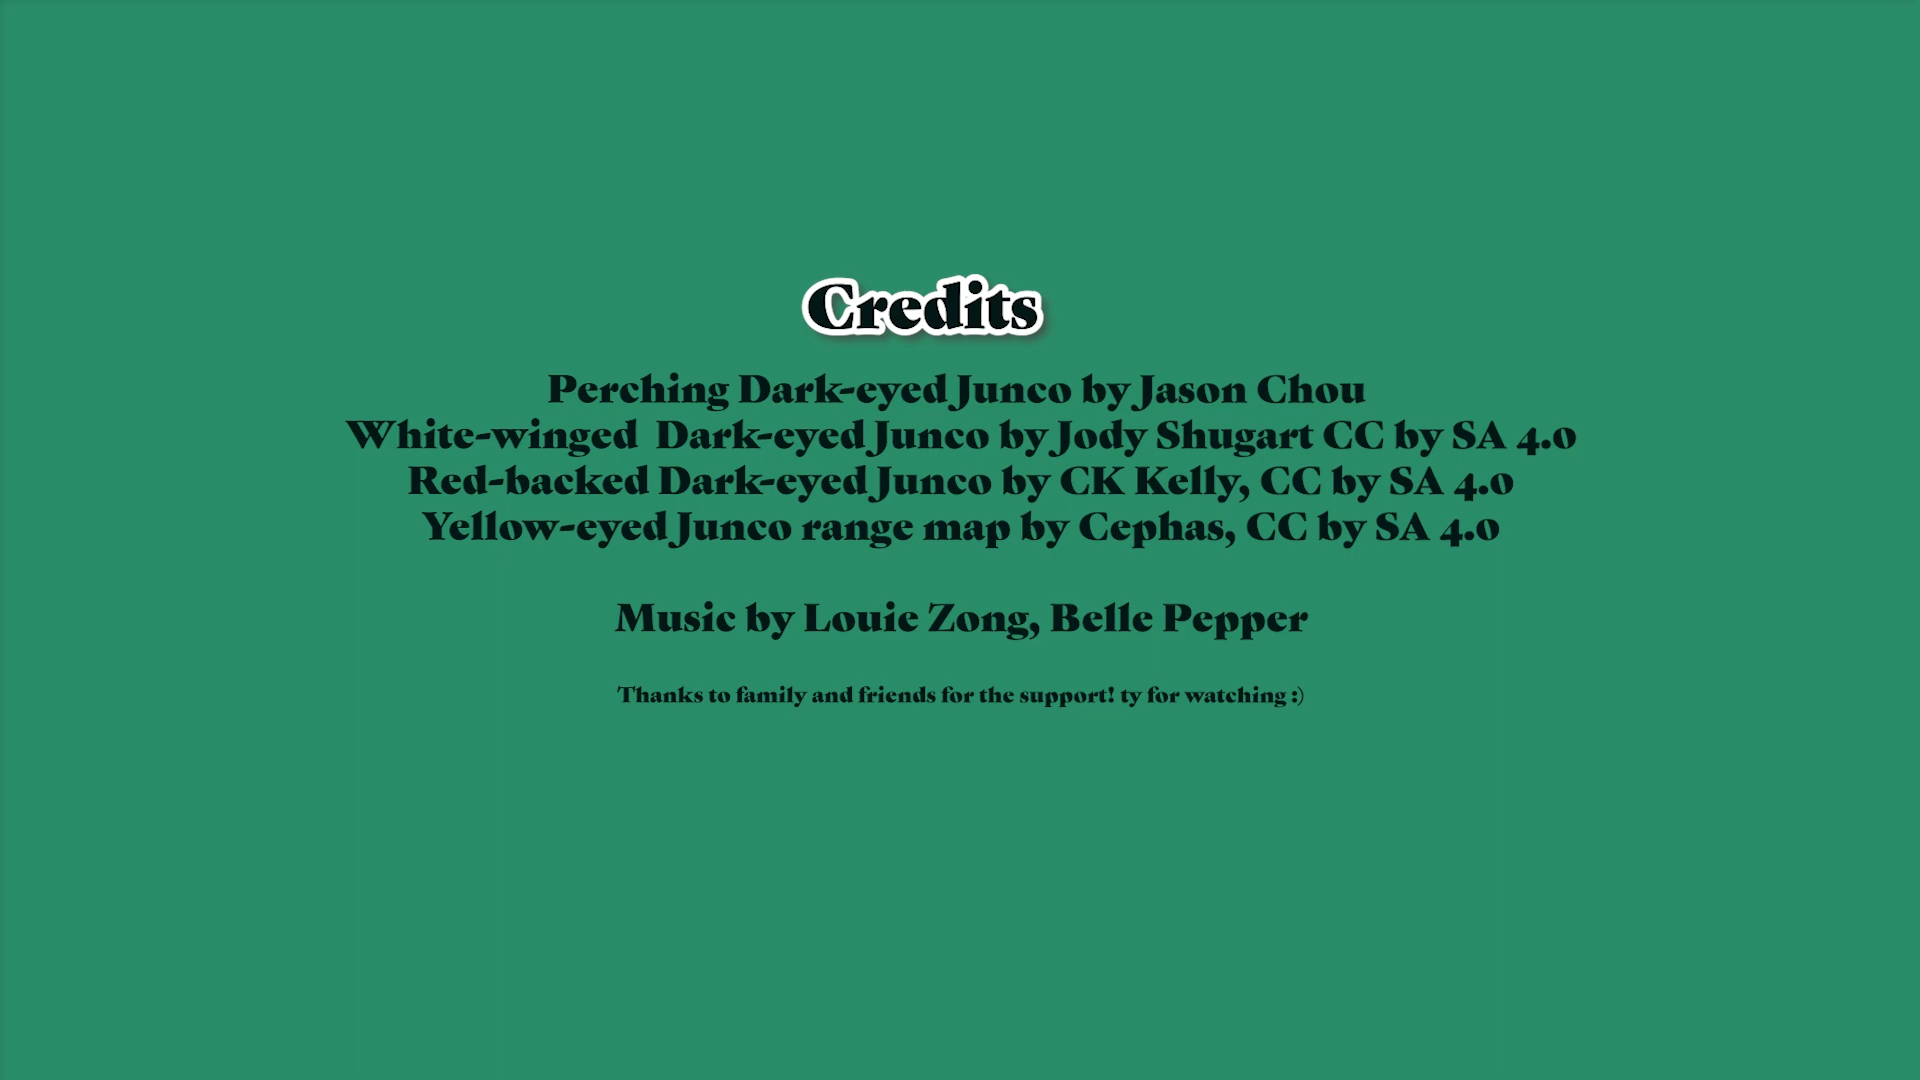 Credits
Perching Dark-eyed Junco by Jason Chou
White-winged  Dark-eyed Junco by Jody Shugart CC by SA 4.0
Red-backed Dark-eyed Junco by CK Kelly, CC by SA 4.0
Yellow-eyed Junco range map by Cephas, CC by SA 4.0
Music by Louie Zong, Belle Pepper
Thanks to family and friends for the support! ty for watching :)